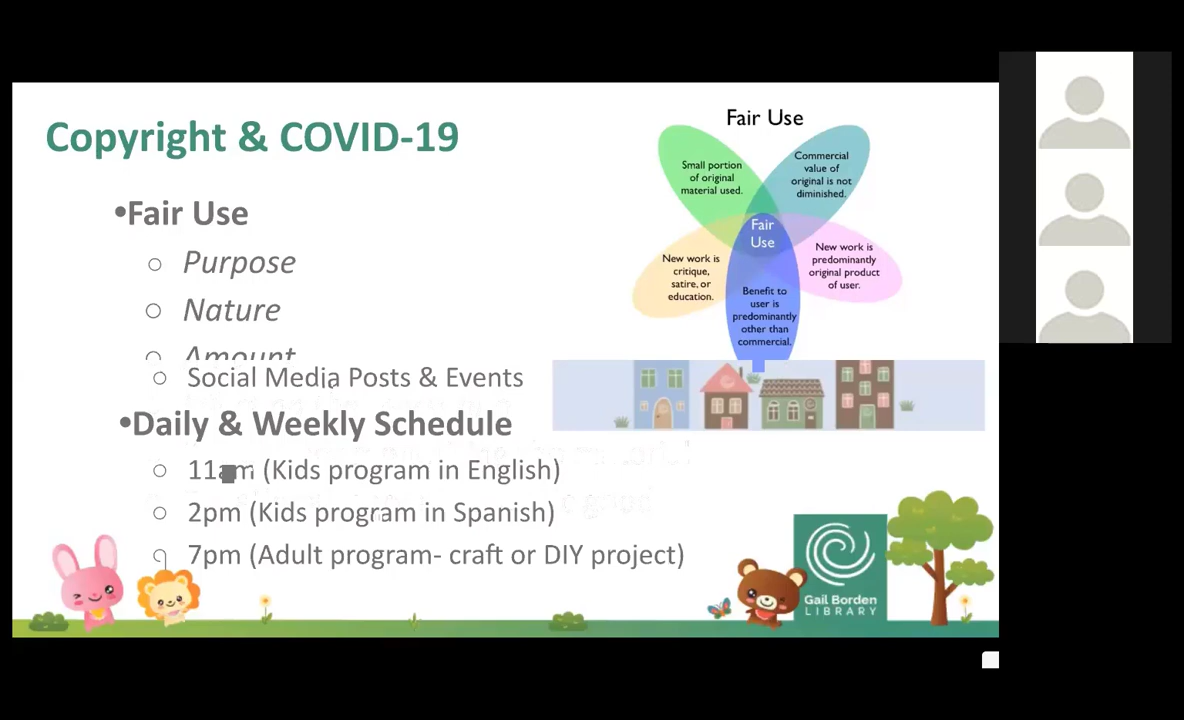 Copyright & COVID-19
•Fair Use
○ Purpose
○ Nature
○ Amount
○ Social Media Posts & Events
•Daily & Weekly Schedule
○ 11am (Kids program in English)
○ 2pm (Kids program in Spanish)
○ 7pm (Adult program- craft or DIY project)
Fair Use
Small portion
of original
material used.
Commercial
value of
original is not
diminished.
Fair
Use
New work is
critique,
satire, or
education.
New work is
predominantly
original product
of user.
Benefit to
user is
predominantly
other than
commercial.
Gail Borden
LIBRARY